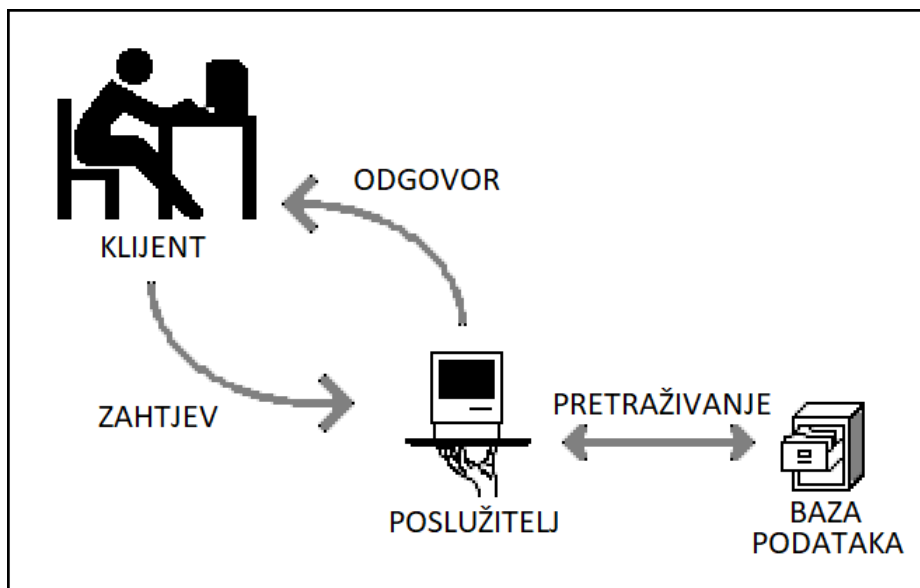 ODGOVOR
KLIJENT
ZAHTJEV
PRETRAŽIVANJE
POSLUŽITELJ
BAZA
PODATAKA